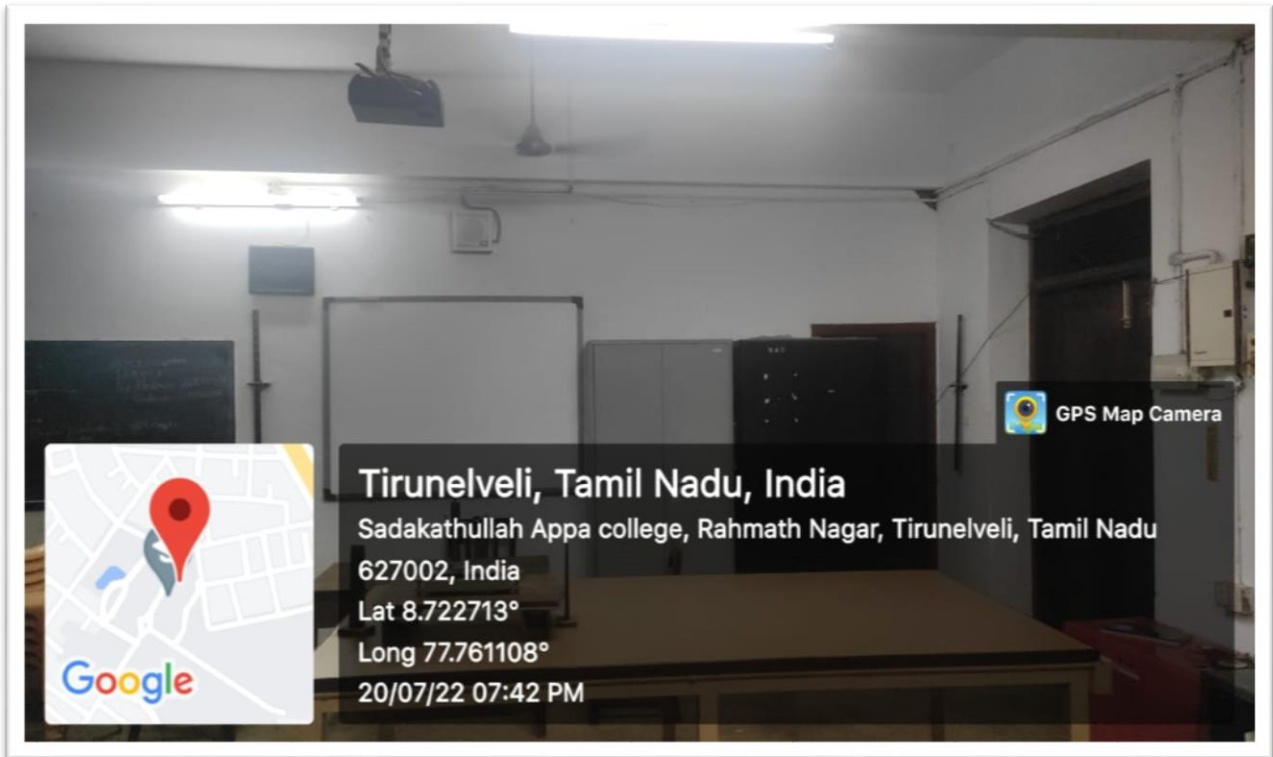 GPS Map Camera
Tirunelveli, Tamil Nadu, India
Sadakathullah Appa college, Rahmath Nagar, Tirunelveli, Tamil Nadu
627002, India
Lat 8.722713°
Long 77.761108°
20/07/22 07:42 PM
Google